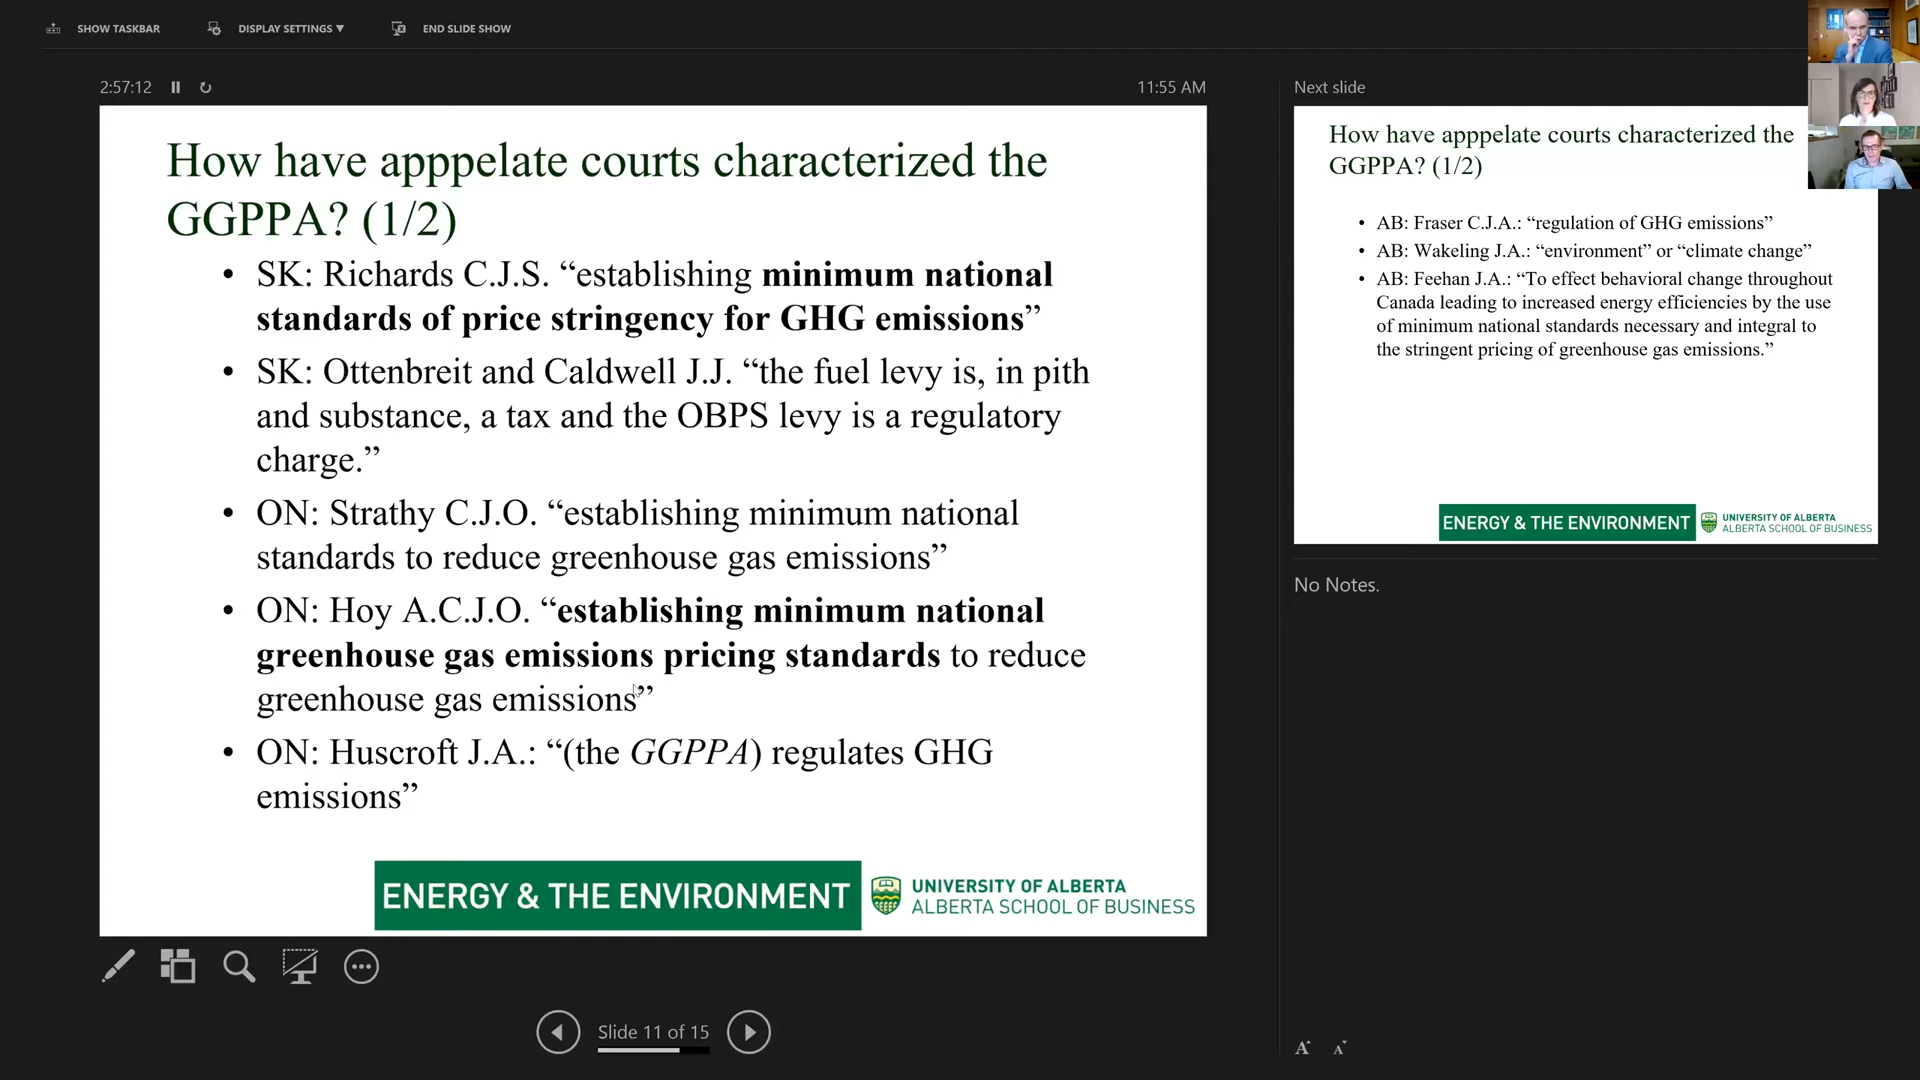 SHOW TASKBAR
DISPLAY SETTINGS ▼
END SLIDE SHOW
2:57:12
11:55 AM
How have apppelate courts characterized the
GGPPA? (1/2)
• SK: Richards C.J.S. “establishing minimum national
standards of price stringency for GHG emissions”
• SK: Ottenbreit and Caldwell J.J. “the fuel levy is, in pith
and substance, a tax and the OBPS levy is a regulatory
charge.”
• ON: Strathy C.J.O. “establishing minimum national
standards to reduce greenhouse gas emissions”
• ON: Hoy A.C.J.O. “establishing minimum national
greenhouse gas emissions pricing standards to reduce
greenhouse gas emissions”
• ON: Huscroft J.A.: “(the GGPPA) regulates GHG
emissions”
ENERGY & THE ENVIRONMENT
UNIVERSITY OF ALBERTA
ALBERTA SCHOOL OF BUSINESS
Slide 11 of 15
Next slide
How have apppelate courts characterized the
GGPPA? (1/2)
• AB: Fraser C.J.A.: “regulation of GHG emissions”
• AB: Wakeling J.A.: “environment” or “climate change”
• AB: Feehan J.A.: “To effect behavioral change throughout
Canada leading to increased energy efficiencies by the use
of minimum national standards necessary and integral to
the stringent pricing of greenhouse gas emissions.”
ENERGY & THE ENVIRONMENT
UNIVERSITY OF ALBERTA
ALBERTA SCHOOL OF BUSINESS
No Notes.
A A